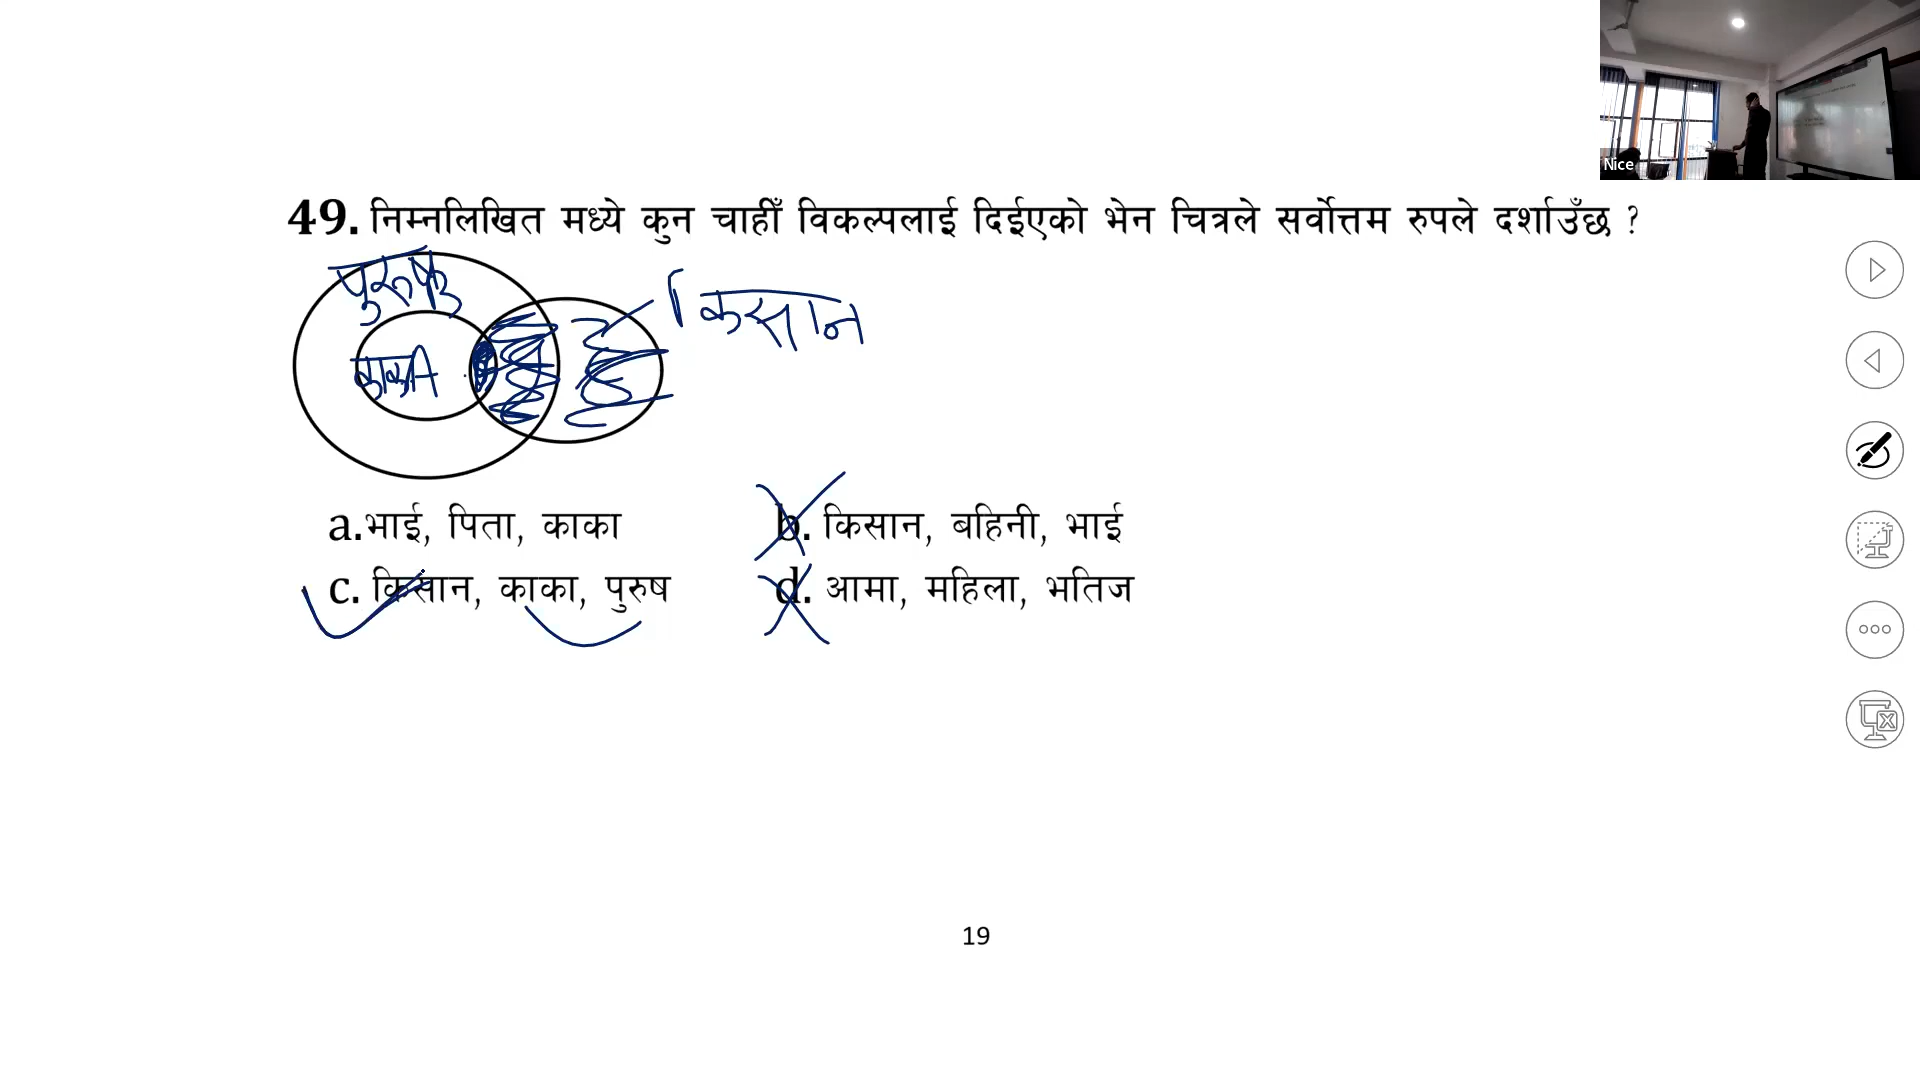 Nice
49. निम्नलिखित मध्ये कुन चाहीँ विकल्पलाई दिईएको भेन चित्रले सर्वोत्तम रुपले दर्शाउँछ ?
पुरुष
किसान
काका
a.भाई, पिता, काका
b. किसान, बहिनी, भाई
c. किसान, काका, पुरुष
d. आमा, महिला, भतिज
19